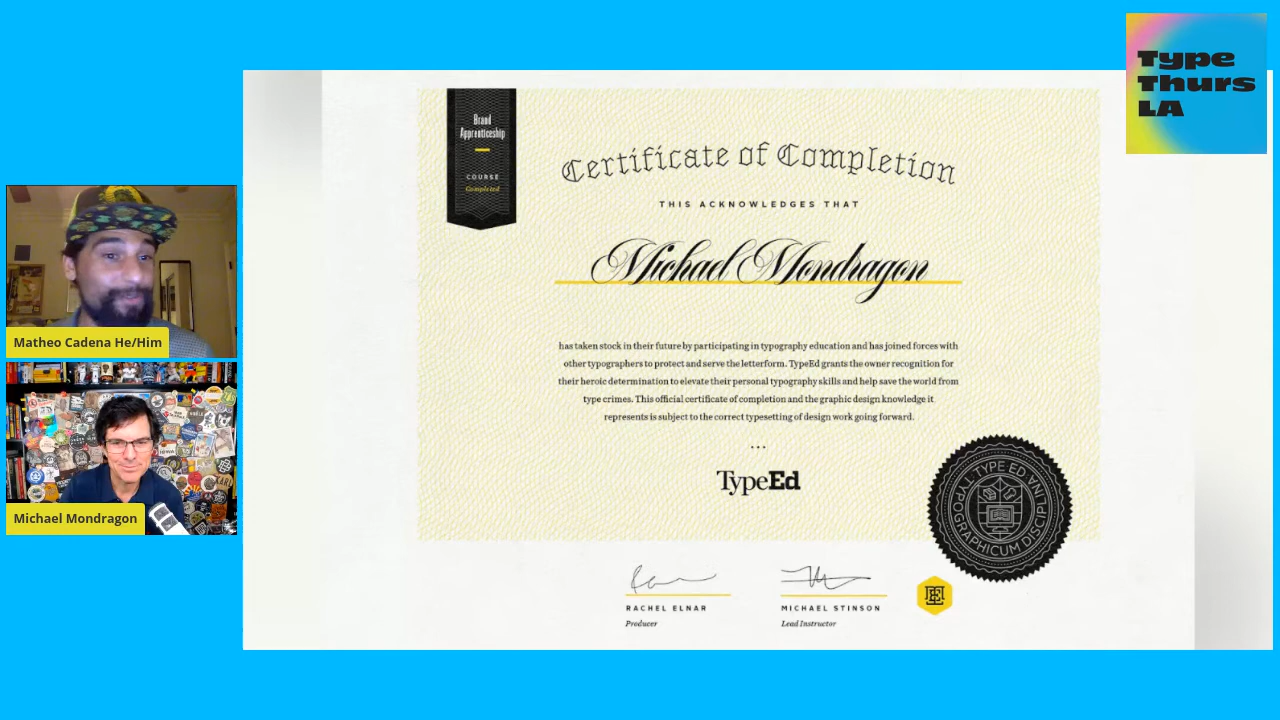 Type
Thurs
LA
Brand
Apprenticeship
COURSE
Completed
Certificate of Completion
THIS ACKNOWLEDGES THAT
Michael Mondragon
has taken stock in their future by participating in typography education and has joined forces with
other typographers to protect and serve the letterform. TypeEd grants the owner recognition for
their heroic determination to elevate their personal typography skills and help save the world from
type crimes. This official certificate of completion and the graphic design knowledge it
represents is subject to the correct typesetting of design work going forward.
...
TypeEd
TYPE ED
TYPOGRAPHICUM DISCIPLINA
RACHEL ELNAR
Producer
MICHAEL STINSON
Lead Instructor
Matheo Cadena He/Him
Michael Mondragon